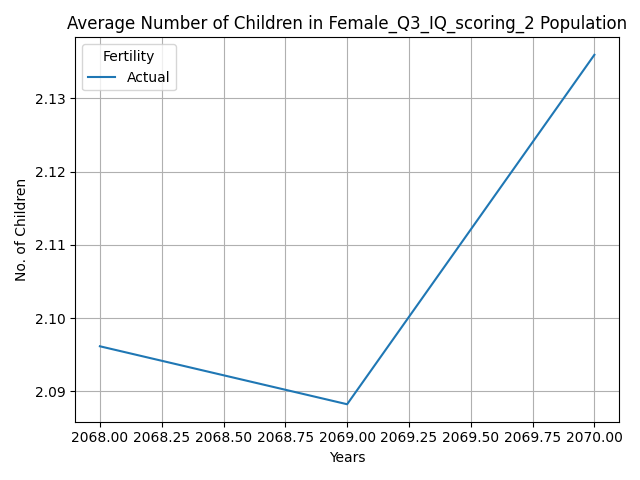 Average Number of Children in Female_Q3_IQ_scoring_2 Population
Fertility
Actual
No. of Children
2.13
2.12
2.11
2.10
2.09
2068.00 2068.25 2068.50 2068.75 2069.00 2069.25 2069.50 2069.75 2070.00
Years